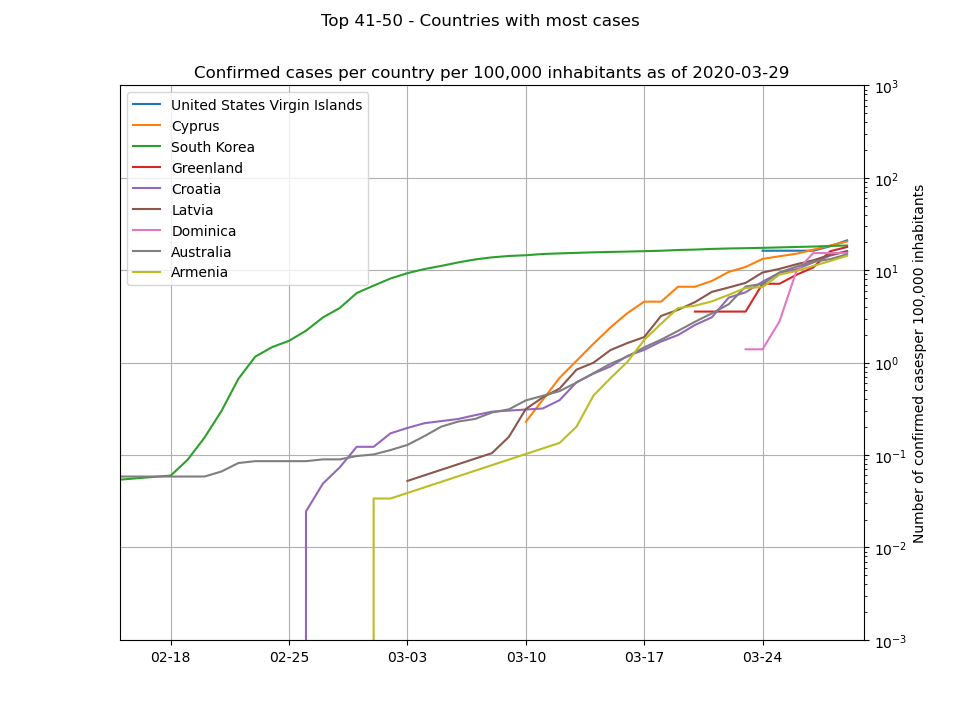 Top 41-50 - Countries with most cases
Confirmed cases per country per 100,000 inhabitants as of 2020-03-29
United States Virgin Islands
Cyprus
South Korea
Greenland
Croatia
Latvia
Dominica
Australia
Armenia
10³
10²
10¹
10⁰
10⁻¹
10⁻²
10⁻³
Number of confirmed casesper 100,000 inhabitants
02-18
02-25
03-03
03-10
03-17
03-24